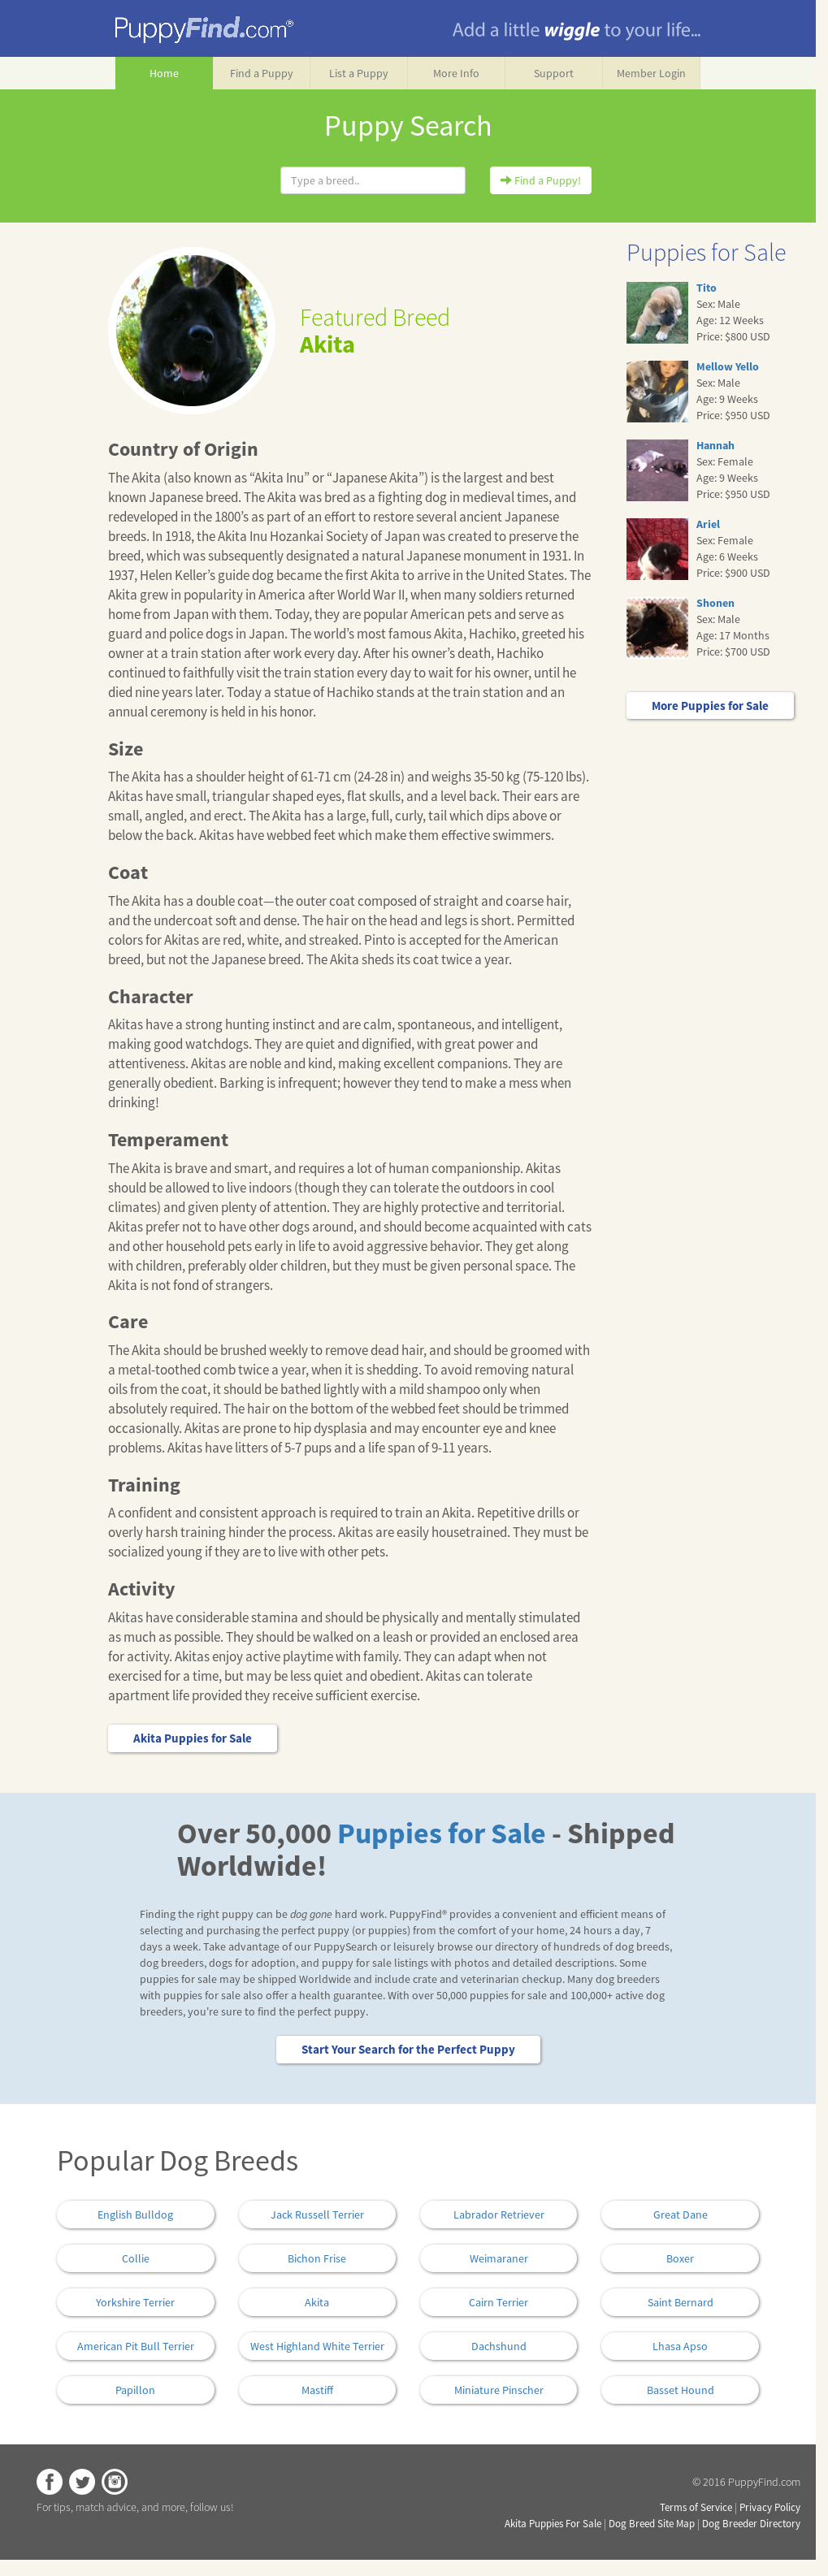 PuppyFind.com®
Add a little wiggle to your life...
Home
Find a Puppy
List a Puppy
More Info
Support
Member Login
Puppy Search
Type a breed..
Find a Puppy!
Featured Breed
Akita
Country of Origin
The Akita (also known as “Akita Inu” or “Japanese Akita”) is the largest and best
known Japanese breed. The Akita was bred as a fighting dog in medieval times, and
redeveloped in the 1800’s as part of an effort to restore several ancient Japanese
breeds. In 1918, the Akita Inu Hozankai Society of Japan was created to preserve the
breed, which was subsequently designated a natural Japanese monument in 1931. In
1937, Helen Keller’s guide dog became the first Akita to arrive in the United States. The
Akita grew in popularity in America after World War II, when many soldiers returned
home from Japan with them. Today, they are popular American pets and serve as
guard and police dogs in Japan. The world’s most famous Akita, Hachiko, greeted his
owner at a train station after work every day. After his owner’s death, Hachiko
continued to faithfully visit the train station every day to wait for his owner, until he
died nine years later. Today a statue of Hachiko stands at the train station and an
annual ceremony is held in his honor.
Size
The Akita has a shoulder height of 61-71 cm (24-28 in) and weighs 35-50 kg (75-120 lbs).
Akitas have small, triangular shaped eyes, flat skulls, and a level back. Their ears are
small, angled, and erect. The Akita has a large, full, curly, tail which dips above or
below the back. Akitas have webbed feet which make them effective swimmers.
Coat
The Akita has a double coat—the outer coat composed of straight and coarse hair,
and the undercoat soft and dense. The hair on the head and legs is short. Permitted
colors for Akitas are red, white, and streaked. Pinto is accepted for the American
breed, but not the Japanese breed. The Akita sheds its coat twice a year.
Character
Akitas have a strong hunting instinct and are calm, spontaneous, and intelligent,
making good watchdogs. They are quiet and dignified, with great power and
attentiveness. Akitas are noble and kind, making excellent companions. They are
generally obedient. Barking is infrequent; however they tend to make a mess when
drinking!
Temperament
The Akita is brave and smart, and requires a lot of human companionship. Akitas
should be allowed to live indoors (though they can tolerate the outdoors in cool
climates) and given plenty of attention. They are highly protective and territorial.
Akitas prefer not to have other dogs around, and should become acquainted with cats
and other household pets early in life to avoid aggressive behavior. They get along
with children, preferably older children, but they must be given personal space. The
Akita is not fond of strangers.
Care
The Akita should be brushed weekly to remove dead hair, and should be groomed with
a metal-toothed comb twice a year, when it is shedding. To avoid removing natural
oils from the coat, it should be bathed lightly with a mild shampoo only when
absolutely required. The hair on the bottom of the webbed feet should be trimmed
occasionally. Akitas are prone to hip dysplasia and may encounter eye and knee
problems. Akitas have litters of 5-7 pups and a life span of 9-11 years.
Training
A confident and consistent approach is required to train an Akita. Repetitive drills or
overly harsh training hinder the process. Akitas are easily housetrained. They must be
socialized young if they are to live with other pets.
Activity
Akitas have considerable stamina and should be physically and mentally stimulated
as much as possible. They should be walked on a leash or provided an enclosed area
for activity. Akitas enjoy active playtime with family. They can adapt when not
exercised for a time, but may be less quiet and obedient. Akitas can tolerate
apartment life provided they receive sufficient exercise.
Akita Puppies for Sale
Puppies for Sale
Tito
Sex: Male
Age: 12 Weeks
Price: $800 USD
Mellow Yello
Sex: Male
Age: 9 Weeks
Price: $950 USD
Hannah
Sex: Female
Age: 9 Weeks
Price: $950 USD
Ariel
Sex: Female
Age: 6 Weeks
Price: $900 USD
Shonen
Sex: Male
Age: 17 Months
Price: $700 USD
More Puppies for Sale
Over 50,000 Puppies for Sale - Shipped
Worldwide!
Finding the right puppy can be dog gone hard work. PuppyFind® provides a convenient and efficient means of
selecting and purchasing the perfect puppy (or puppies) from the comfort of your home, 24 hours a day, 7
days a week. Take advantage of our PuppySearch or leisurely browse our directory of hundreds of dog breeds,
dog breeders, dogs for adoption, and puppy for sale listings with photos and detailed descriptions. Some
puppies for sale may be shipped Worldwide and include crate and veterinarian checkup. Many dog breeders
with puppies for sale also offer a health guarantee. With over 50,000 puppies for sale and 100,000+ active dog
breeders, you're sure to find the perfect puppy.
Start Your Search for the Perfect Puppy
Popular Dog Breeds
English Bulldog
Jack Russell Terrier
Labrador Retriever
Great Dane
Collie
Bichon Frise
Weimaraner
Boxer
Yorkshire Terrier
Akita
Cairn Terrier
Saint Bernard
American Pit Bull Terrier
West Highland White Terrier
Dachshund
Lhasa Apso
Papillon
Mastiff
Miniature Pinscher
Basset Hound
For tips, match advice, and more, follow us!
© 2016 PuppyFind.com
Terms of Service | Privacy Policy
Akita Puppies For Sale | Dog Breed Site Map | Dog Breeder Directory